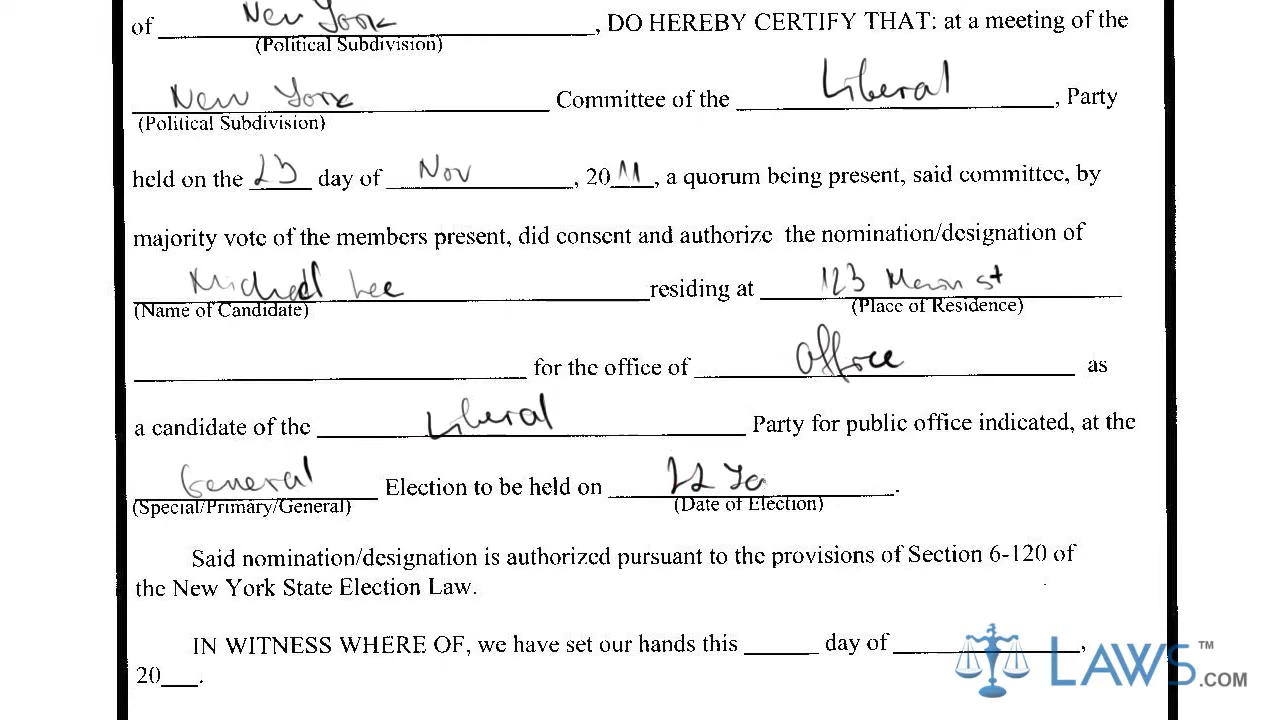 of New York, DO HEREBY CERTIFY THAT: at a meeting of the
(Political Subdivision)
New York Committee of the Liberal, Party
(Political Subdivision)
held on the 23 day of Nov, 2011, a quorum being present, said committee, by
majority vote of the members present, did consent and authorize the nomination/designation of
Michael Lee residing at 123 Main st
(Name of Candidate) (Place of Residence)
for the office of Office as
a candidate of the Liberal Party for public office indicated, at the
General Election to be held on
(Special/Primary/General) (Date of Election)
Said nomination/designation is authorized pursuant to the provisions of Section 6-120 of
the New York State Election Law.
IN WITNESS WHERE OF, we have set our hands this ______ day of ________________,
20___.
LAWS™.COM